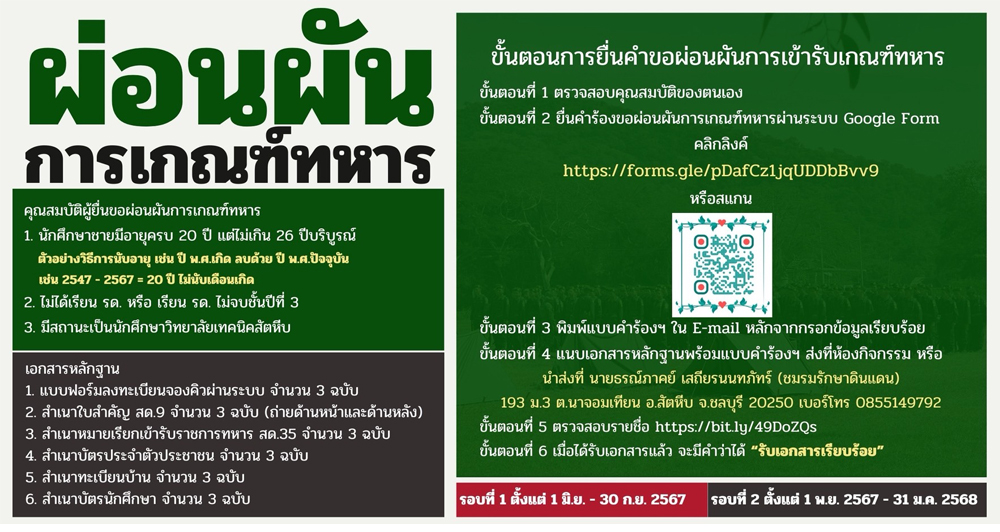 ผ่อนผัน
การเกณฑ์ทหาร
คุณสมบัติผู้ยื่นขอผ่อนผันการเกณฑ์ทหาร
1. นักศึกษาชายมีอายุครบ 20 ปี แต่ไม่เกิน 26 ปีบริบูรณ์
ตัวอย่างวิธีการนับอายุ เช่น ปี พ.ศ.เกิด ลบด้วย ปี พ.ศ.ปัจจุบัน
เช่น 2547 - 2567 = 20 ปี ไม่นับเดือนเกิด
2. ไม่ได้เรียน รด. หรือ เรียน รด. ไม่จบชั้นปีที่ 3
3. มีสถานะเป็นนักศึกษาวิทยาลัยเทคนิคสัตหีบ
เอกสารหลักฐาน
1. แบบฟอร์มลงทะเบียนจองคิวผ่านระบบ จำนวน 3 ฉบับ
2. สำเนาใบสำคัญ สด.9 จำนวน 3 ฉบับ (ถ่ายด้านหน้าและด้านหลัง)
3. สำเนาหมายเรียกเข้ารับราชการทหาร สด.35 จำนวน 3 ฉบับ
4. สำเนาบัตรประจำตัวประชาชน จำนวน 3 ฉบับ
5. สำเนาทะเบียนบ้าน จำนวน 3 ฉบับ
6. สำเนาบัตรนักศึกษา จำนวน 3 ฉบับ
ขั้นตอนการยื่นคำขอผ่อนผันการเข้ารับเกณฑ์ทหาร
ขั้นตอนที่ 1 ตรวจสอบคุณสมบัติของตนเอง
ขั้นตอนที่ 2 ยื่นคำร้องขอผ่อนผันการเกณฑ์ทหารผ่านระบบ Google Form
คลิกลิงค์
https://forms.gle/pDafCz1jqUDDbBvv9
หรือสแกน
ขั้นตอนที่ 3 พิมพ์แบบคำร้องฯ ใน E-mail หลักจากกรอกข้อมูลเรียบร้อย
ขั้นตอนที่ 4 แนบเอกสารหลักฐานพร้อมแบบคำร้องฯ ส่งที่ห้องกิจกรรม หรือ
นำส่งที่ นายธรณ์ภาคย์ เสถียรนนทภัทร์ (ชมรมรักษาดินแดน)
193 ม.3 ต.นาจอมเทียน อ.สัตหีบ จ.ชลบุรี 20250 เบอร์โทร 0855149792
ขั้นตอนที่ 5 ตรวจสอบรายชื่อ https://bit.ly/49DoZQs
ขั้นตอนที่ 6 เมื่อได้รับเอกสารแล้ว จะมีคำว่าได้ “รับเอกสารเรียบร้อย”
รอบที่ 1 ตั้งแต่ 1 มิ.ย. - 30 ก.ย. 2567
รอบที่ 2 ตั้งแต่ 1 พ.ย. 2567 - 31 ม.ค. 2568